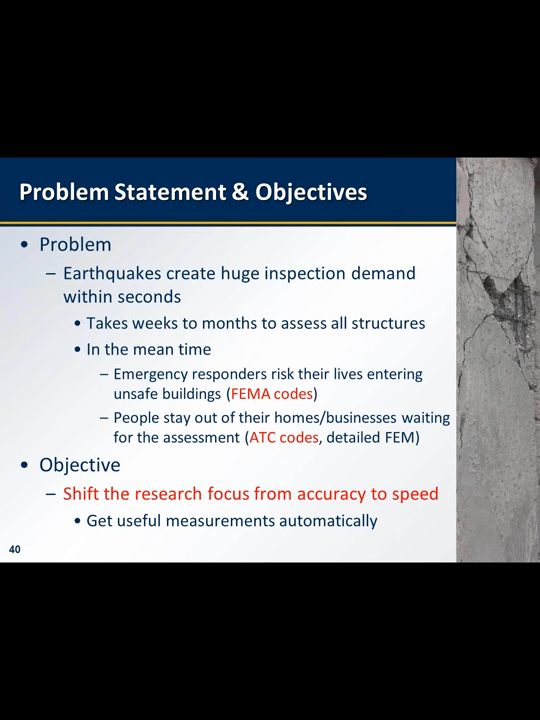 Problem Statement & Objectives
• Problem
– Earthquakes create huge inspection demand
within seconds
• Takes weeks to months to assess all structures
• In the mean time
– Emergency responders risk their lives entering
unsafe buildings (FEMA codes)
– People stay out of their homes/businesses waiting
for the assessment (ATC codes, detailed FEM)
• Objective
– Shift the research focus from accuracy to speed
• Get useful measurements automatically
40